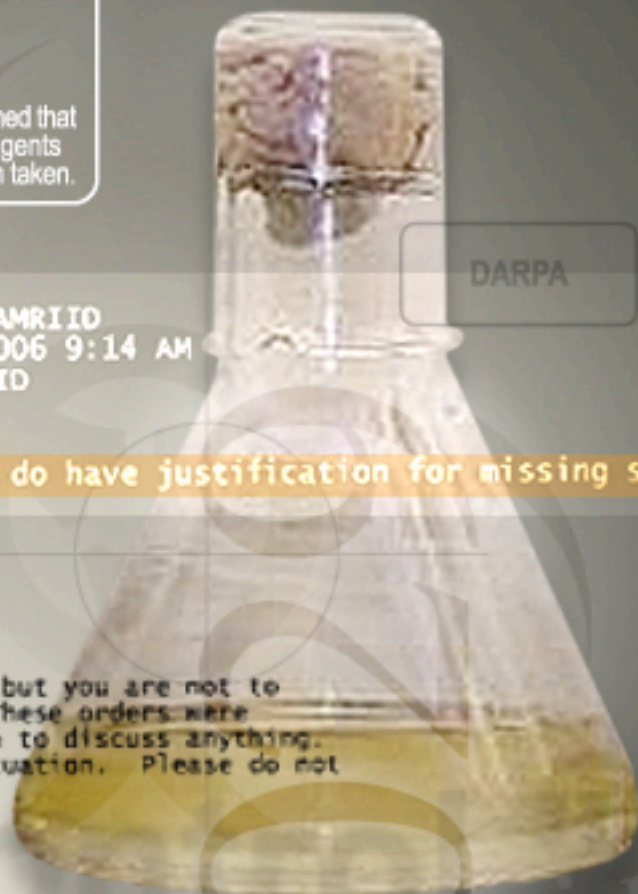 ned that
gents
n taken.
DARPA
AMRIID
006 9:14 AM
ID
do have justification for missing s
but you are not to
hese orders were
to discuss anything.
uation. Please do not